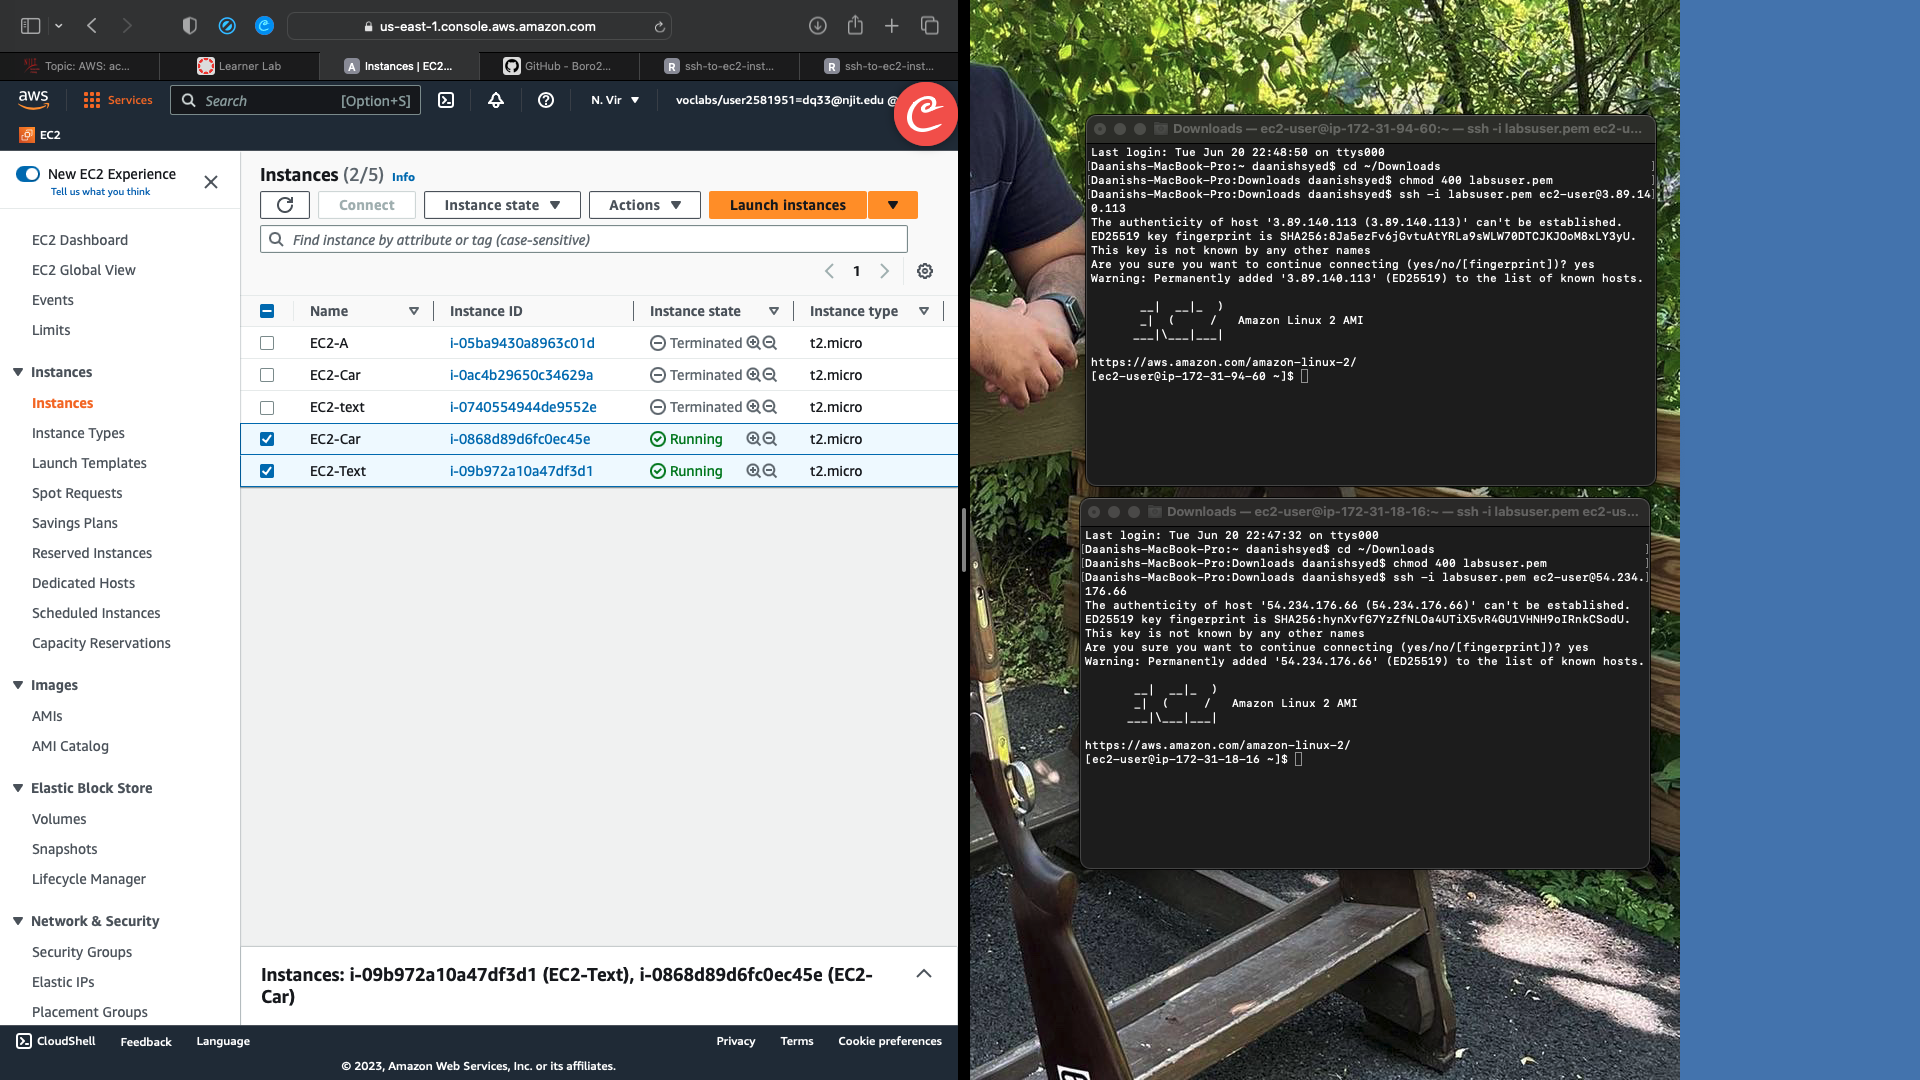 us-east-1.console.aws.amazon.com
Topic: AWS: ac...
Learner Lab
A Instances | EC2...
GitHub - Boro2...
R ssh-to-ec2-inst...
R ssh-to-ec2-inst...
aws
Services
Search
[Option+S]
N. Vir
voclabs/user2581951=dq33@njit.edu @
EC2
New EC2 Experience
Tell us what you think
EC2 Dashboard
EC2 Global View
Events
Limits
Instances
Instances
Instance Types
Launch Templates
Spot Requests
Savings Plans
Reserved Instances
Dedicated Hosts
Scheduled Instances
Capacity Reservations
Images
AMIs
AMI Catalog
Elastic Block Store
Volumes
Snapshots
Lifecycle Manager
Network & Security
Security Groups
Elastic IPs
Placement Groups
Instances (2/5) Info
Connect
Instance state
Actions
Launch instances
Find instance by attribute or tag (case-sensitive)
1
Name Instance ID Instance state Instance type
EC2-A i-05ba9430a8963c01d Terminated t2.micro
EC2-Car i-0ac4b29650c34629a Terminated t2.micro
EC2-text i-0740554944de9552e Terminated t2.micro
EC2-Car i-0868d89d6fc0ec45e Running t2.micro
EC2-Text i-09b972a10a47df3d1 Running t2.micro
Instances: i-09b972a10a47df3d1 (EC2-Text), i-0868d89d6fc0ec45e (EC2-
Car)
CloudShell
Feedback
Language
Privacy
Terms
Cookie preferences
© 2023, Amazon Web Services, Inc. or its affiliates.
Downloads — ec2-user@ip-172-31-94-60:~ — ssh -i labsuser.pem ec2-u...
Last login: Tue Jun 20 22:48:50 on ttys000
[Daanishs-MacBook-Pro:~ daanishsyed$ cd ~/Downloads ]
[Daanishs-MacBook-Pro:Downloads daanishsyed$ chmod 400 labsuser.pem ]
[Daanishs-MacBook-Pro:Downloads daanishsyed$ ssh -i labsuser.pem ec2-user@3.89.14]
0.113
The authenticity of host '3.89.140.113 (3.89.140.113)' can't be established.
ED25519 key fingerprint is SHA256:8Ja5ezFv6jGvtuAtYRLa9sWLW70DTCJKJOoM8xLY3yU.
This key is not known by any other names
Are you sure you want to continue connecting (yes/no/[fingerprint])? yes
Warning: Permanently added '3.89.140.113' (ED25519) to the list of known hosts.
__|  __|_  )
_|  (     /   Amazon Linux 2 AMI
___|\___|___|
https://aws.amazon.com/amazon-linux-2/
[ec2-user@ip-172-31-94-60 ~]$
Downloads — ec2-user@ip-172-31-18-16:~ — ssh -i labsuser.pem ec2-us...
Last login: Tue Jun 20 22:47:32 on ttys000
[Daanishs-MacBook-Pro:~ daanishsyed$ cd ~/Downloads ]
[Daanishs-MacBook-Pro:Downloads daanishsyed$ chmod 400 labsuser.pem ]
[Daanishs-MacBook-Pro:Downloads daanishsyed$ ssh -i labsuser.pem ec2-user@54.234.]
176.66
The authenticity of host '54.234.176.66 (54.234.176.66)' can't be established.
ED25519 key fingerprint is SHA256:hynXvfG7YzZfNLOa4UTiX5vR4GU1VHNH9oIRnkCSodU.
This key is not known by any other names
Are you sure you want to continue connecting (yes/no/[fingerprint])? yes
Warning: Permanently added '54.234.176.66' (ED25519) to the list of known hosts.
__|  __|_  )
_|  (     /   Amazon Linux 2 AMI
___|\___|___|
https://aws.amazon.com/amazon-linux-2/
[ec2-user@ip-172-31-18-16 ~]$